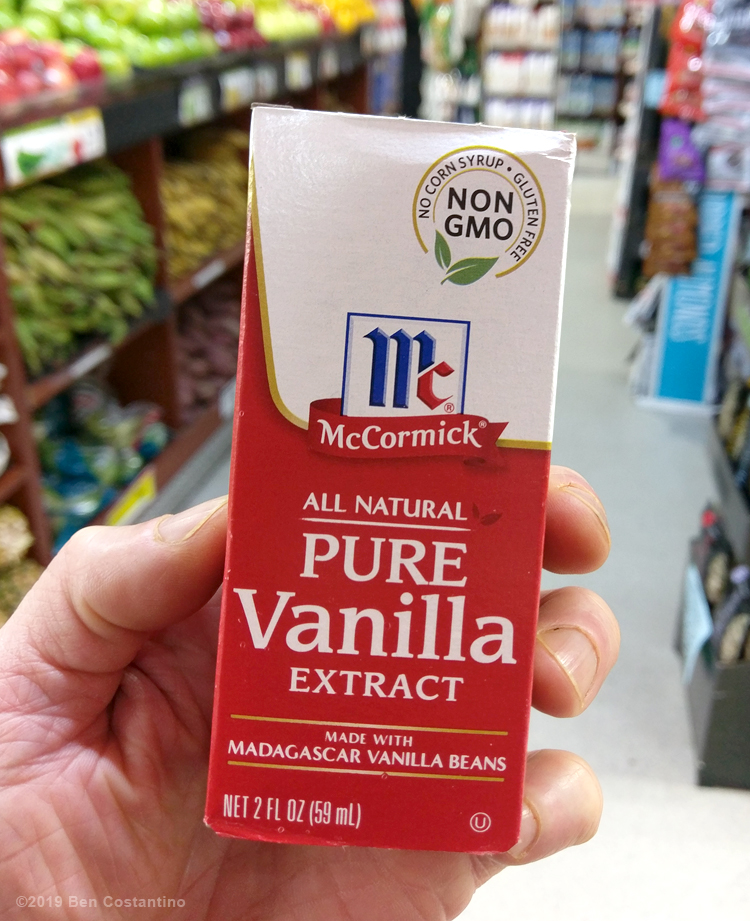 NO CORN SYRUP • GLUTEN FREE
NON
GMO
Mc
®
McCormick®
ALL NATURAL
PURE
Vanilla
EXTRACT
MADE WITH
MADAGASCAR VANILLA BEANS
NET 2 FL OZ (59 mL)
U
©2019 Ben Costantino